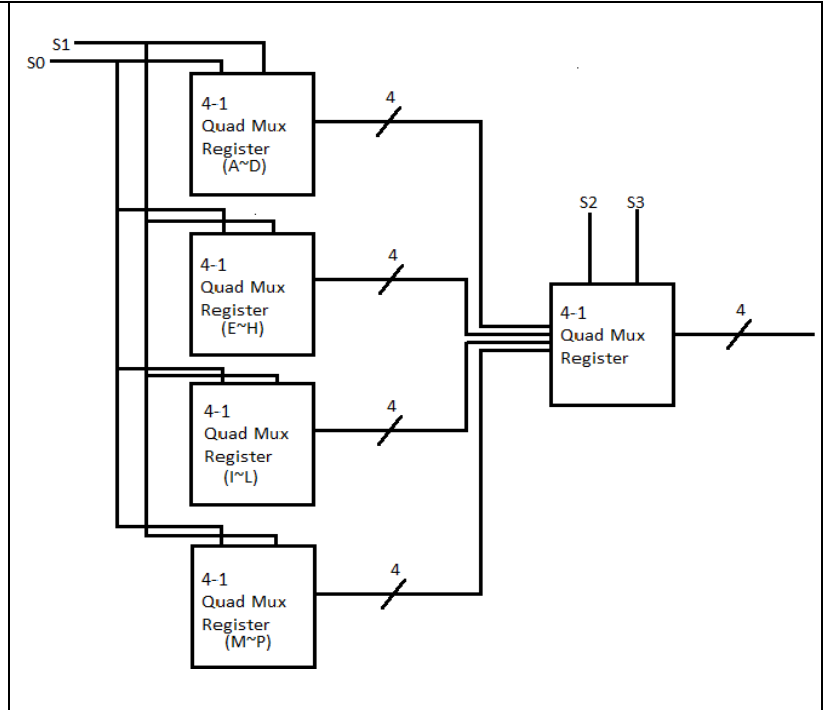 S1
S0
4-1
Quad Mux
Register
(A~D)
4
4-1
Quad Mux
Register
(E~H)
4
S2 S3
4-1
Quad Mux
Register
4
4-1
Quad Mux
Register
(I~L)
4
4-1
Quad Mux
Register
(M~P)
4